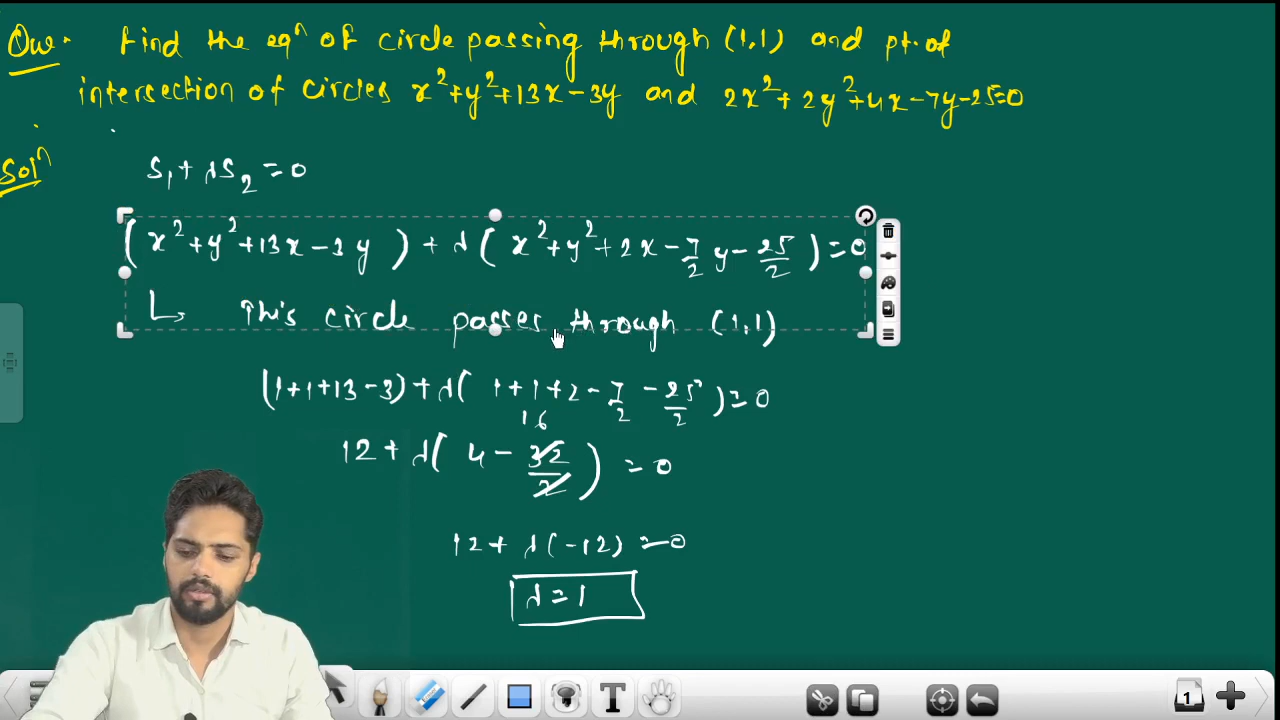 Que. Find the eqⁿ of circle passing through (1,1) and pt. of
intersection of circles x²+y²+13x-3y and 2x²+2y²+4x-7y-25=0
Solⁿ
S₁+λS₂=0
(x²+y²+13x-3y)+λ(x²+y²+2x-7/2 y-25/2)=0
↳ This circle passes through (1,1)
(1+1+13-3)+λ(1+1+2-7/2-25/2)=0
16
12+λ(4-32/2)=0
12+λ(-12)=0
λ=1
T
1